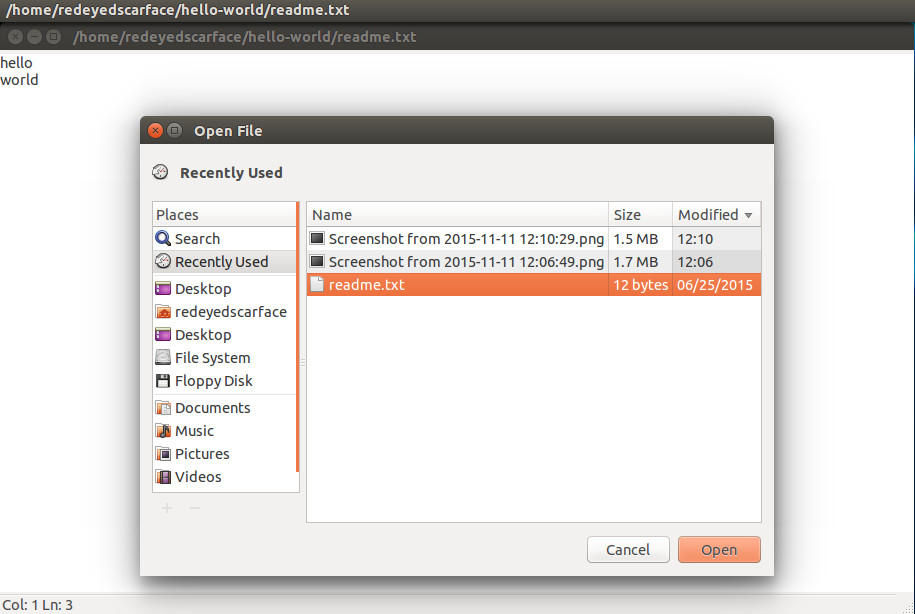 /home/redeyedscarface/hello-world/readme.txt
/home/redeyedscarface/hello-world/readme.txt
hello
world
Open File
Recently Used
Places
Name Size Modified
Search
Recently Used
Desktop
redeyedscarface
Desktop
File System
Floppy Disk
Documents
Music
Pictures
Videos
Screenshot from 2015-11-11 12:10:29.png 1.5 MB 12:10
Screenshot from 2015-11-11 12:06:49.png 1.7 MB 12:06
readme.txt 12 bytes 06/25/2015
Cancel Open
Col: 1 Ln: 3